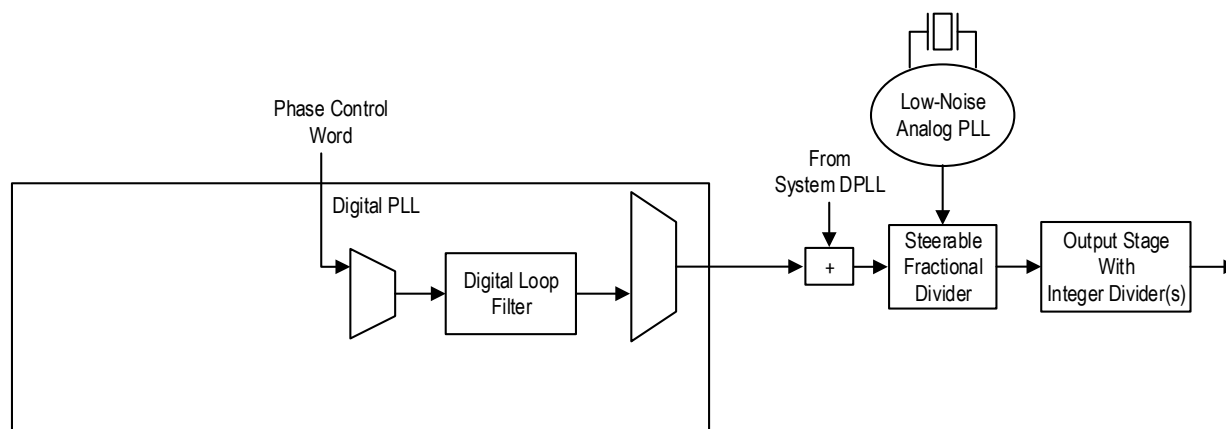 Phase Control
Word
Digital PLL
Digital Loop
Filter
From
System DPLL
+
Low-Noise
Analog PLL
Steerable
Fractional
Divider
Output Stage
With
Integer Divider(s)